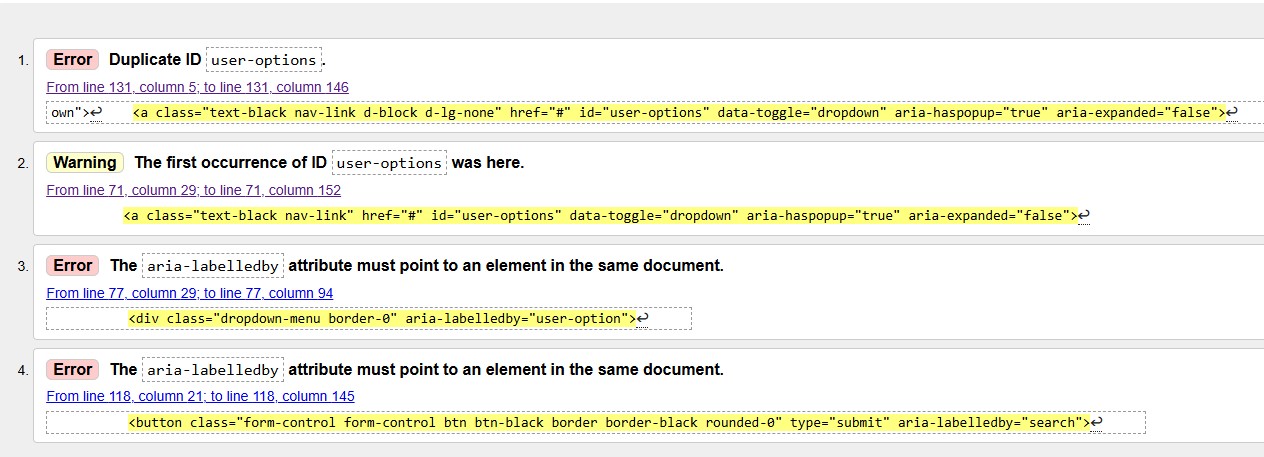 1. Error Duplicate ID user-options.
From line 131, column 5; to line 131, column 146
own">↩ <a class="text-black nav-link d-block d-lg-none" href="#" id="user-options" data-toggle="dropdown" aria-haspopup="true" aria-expanded="false">↩
2. Warning The first occurrence of ID user-options was here.
From line 71, column 29; to line 71, column 152
<a class="text-black nav-link" href="#" id="user-options" data-toggle="dropdown" aria-haspopup="true" aria-expanded="false">↩
3. Error The aria-labelledby attribute must point to an element in the same document.
From line 77, column 29; to line 77, column 94
<div class="dropdown-menu border-0" aria-labelledby="user-option">↩
4. Error The aria-labelledby attribute must point to an element in the same document.
From line 118, column 21; to line 118, column 145
<button class="form-control form-control btn btn-black border border-black rounded-0" type="submit" aria-labelledby="search">↩